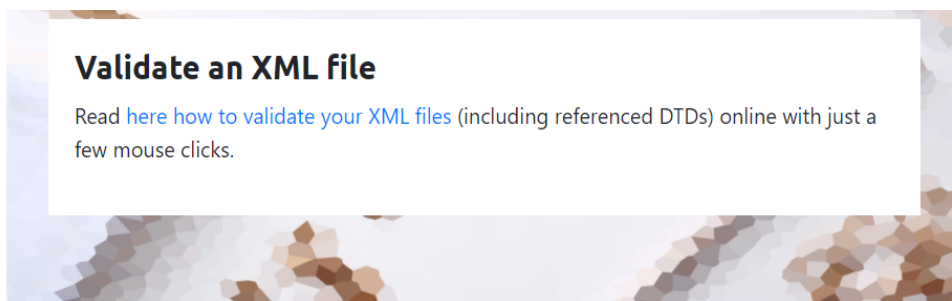 Validate an XML file
Read here how to validate your XML files (including referenced DTDs) online with just a
few mouse clicks.